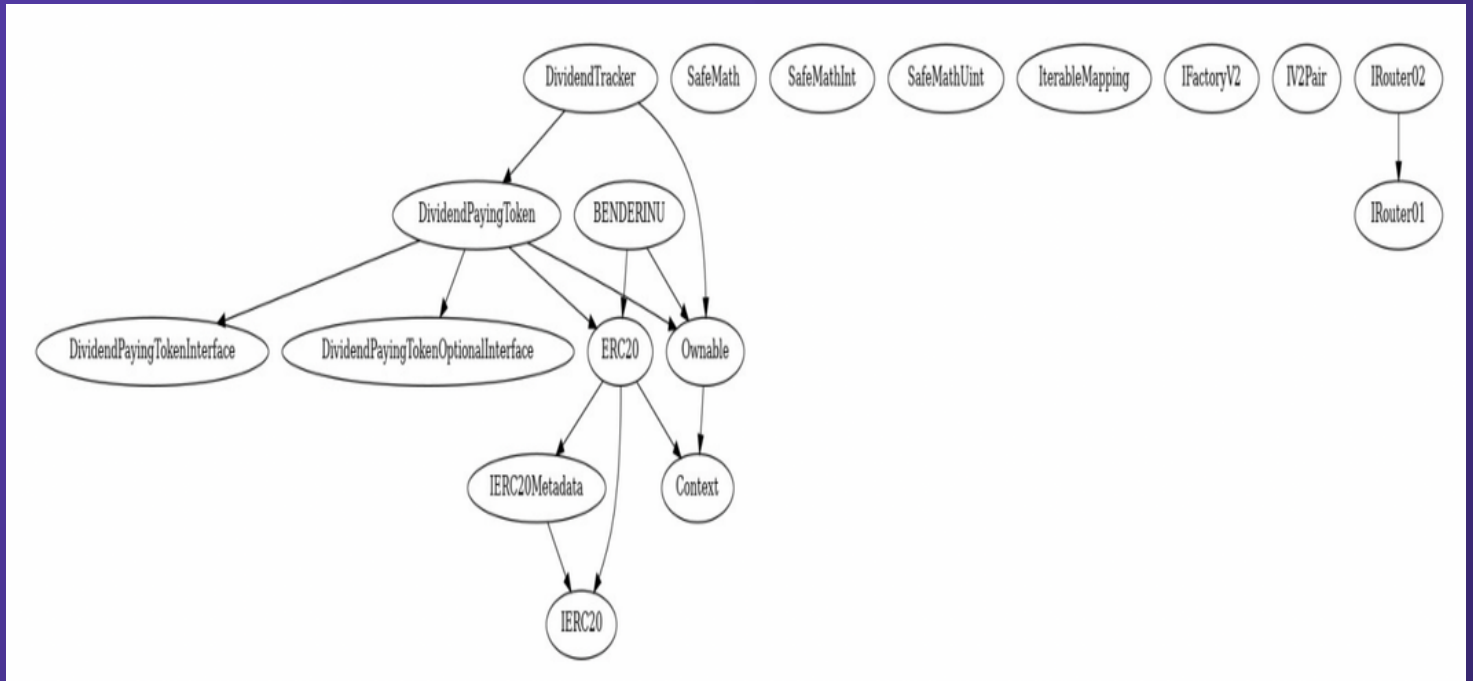 DividendTracker
SafeMath
SafeMathInt
SafeMathUint
IterableMapping
IFactoryV2
IV2Pair
IRouter02
DividendPayingToken
BENDERINU
IRouter01
DividendPayingTokenInterface
DividendPayingTokenOptionalInterface
ERC20
Ownable
IERC20Metadata
Context
IERC20